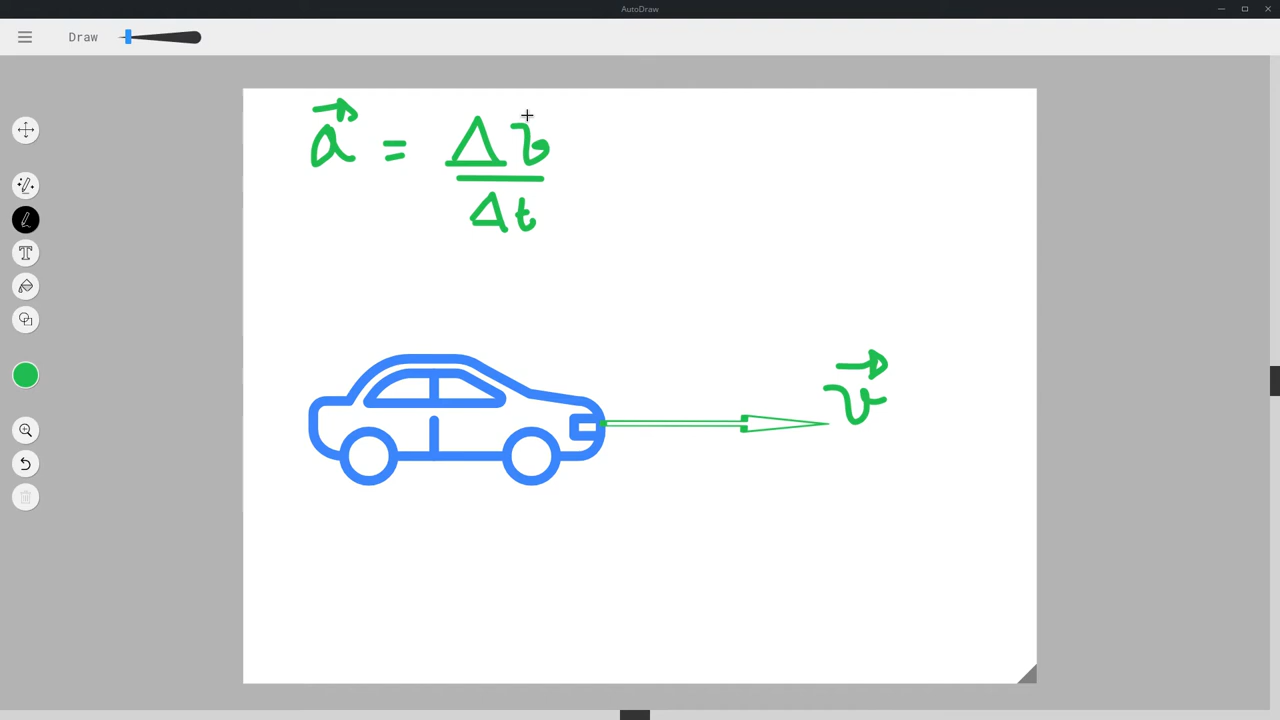 AutoDraw
Draw
a⃗ = Δv
Δt
v⃗
T